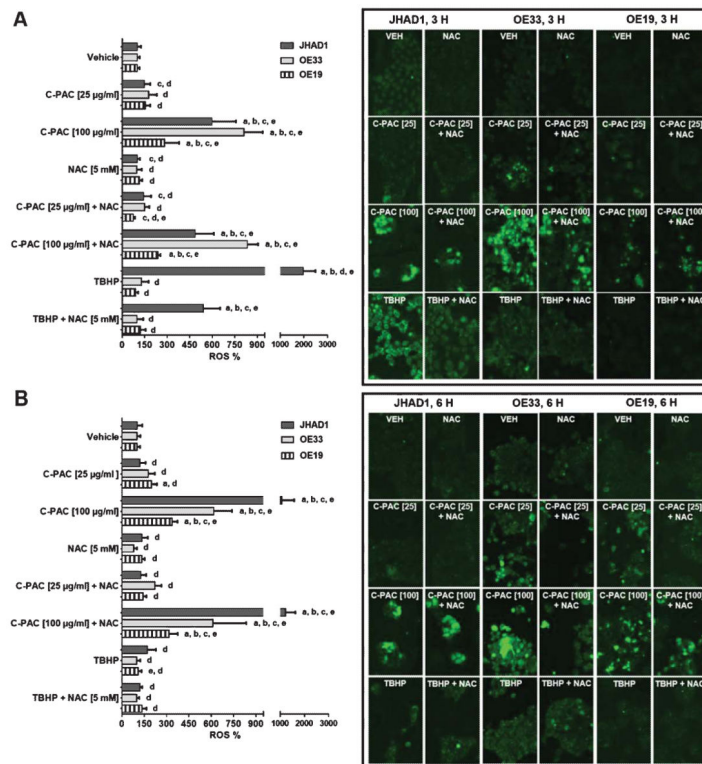 A
JHAD1
OE33
OE19
Vehicle
C-PAC [25 µg/ml]
c, d
d
d
C-PAC [100 µg/ml]
a, b, c, e
a, b, c, e
a, b, c, e
NAC [5 mM]
c, d
d
d
C-PAC [25 µg/ml] + NAC
c, d
d
c, d, e
C-PAC [100 µg/ml] + NAC
a, b, c, e
a, b, c, e
a, b, c, e
TBHP
a, b, d, e
d
d
TBHP + NAC [5 mM]
a, b, c, e
d
d
0 150 300 450 600 750 900 1000 2000 3000
ROS %
JHAD1, 3 H OE33, 3 H OE19, 3 H
VEH NAC VEH NAC VEH NAC
C-PAC [25] C-PAC [25] + NAC C-PAC [25] C-PAC [25] + NAC C-PAC [25] C-PAC [25] + NAC
C-PAC [100] C-PAC [100] + NAC C-PAC [100] C-PAC [100] + NAC C-PAC [100] C-PAC [100] + NAC
TBHP TBHP + NAC TBHP TBHP + NAC TBHP TBHP + NAC
B
JHAD1
OE33
OE19
Vehicle
C-PAC [25 µg/ml ]
d
d
a, d
C-PAC [100 µg/ml]
a, b, c, e
a, b, c, e
a, b, c, e
NAC [5 mM]
d
d
d
C-PAC [25 µg/ml] + NAC
d
d
d
C-PAC [100 µg/ml] + NAC
a, b, c, e
a, b, c, e
a, b, c, e
TBHP
d
d
e, d
TBHP + NAC [5 mM]
d
d
d
0 150 300 450 600 750 900 1000 2000 3000
ROS %
JHAD1, 6 H OE33, 6 H OE19, 6 H
VEH NAC VEH NAC VEH NAC
C-PAC [25] C-PAC [25] + NAC C-PAC [25] C-PAC [25] + NAC C-PAC [25] C-PAC [25] + NAC
C-PAC [100] C-PAC [100] + NAC C-PAC [100] C-PAC [100] + NAC C-PAC [100] C-PAC [100] + NAC
TBHP TBHP + NAC TBHP TBHP + NAC TBHP TBHP + NAC